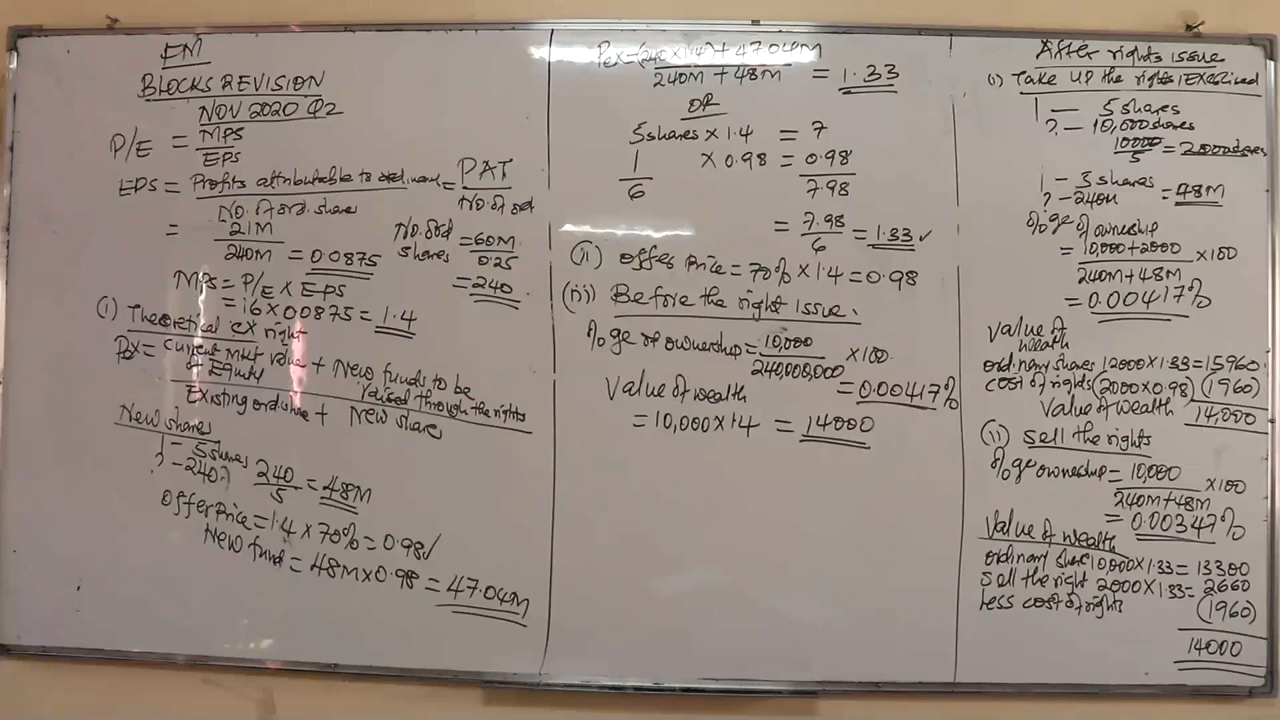 FM
BLOCKS REVISION
NOV 2020 Q2
P/E = MPS
EPS
EPS = Profits attributable to ordinary = PAT
No. of ord. share No. of ord
= 21M
240M = 0.0875
No. of ord shares = 60M
0.25
= 240
MPS = P/E X EPS
= 16 X 00875 = 1.4
(i) Theoretical ex right
Pex = Current Mkt value of Equity + New funds to be raised through the rights
Existing ord share + New share
New shares
1 – 5 shares
? – 240
240
5 = 48M
Offer Price = 1.4 x 70% = 0.98✓
New fund = 48M x 0.98 = 47.04M
+ 47.04M
240M + 48M = 1.33
OR
5 shares x 1.4 = 7
1 x 0.98 = 0.98
6 7.98
= 7.98
6 = 1.33 ✓
(ii) Offer Price = 70% x 1.4 = 0.98
(iii) Before the right issue.
%ge of ownership = 10,000
240,000,000 x 100
= 0.00417%
Value of wealth
= 10,000 x 1.4 = 14000
After rights issue
(i) Take up the rights/Exercised
1 — 5 shares
? – 10,000 shares
10000
5 = 2000 shares
1 – 5 shares
? – 240M = 48M
%ge of ownership
= 10,000 + 2000
240M + 48M x 100
= 0.00417%
Value of wealth
ordinary shares 12000 x 1.33 = 15960
cost of rights (2000 x 0.98) (1960)
Value of wealth 14,000
(ii) Sell the rights
%ge ownership = 10,000
240M + 48M x 100
= 0.00347%
Value of wealth
ordinary share 10,000 x 1.33 = 13300
Sell the right 2000 x 1.33 = 2660
less cost of rights (1960)
14000